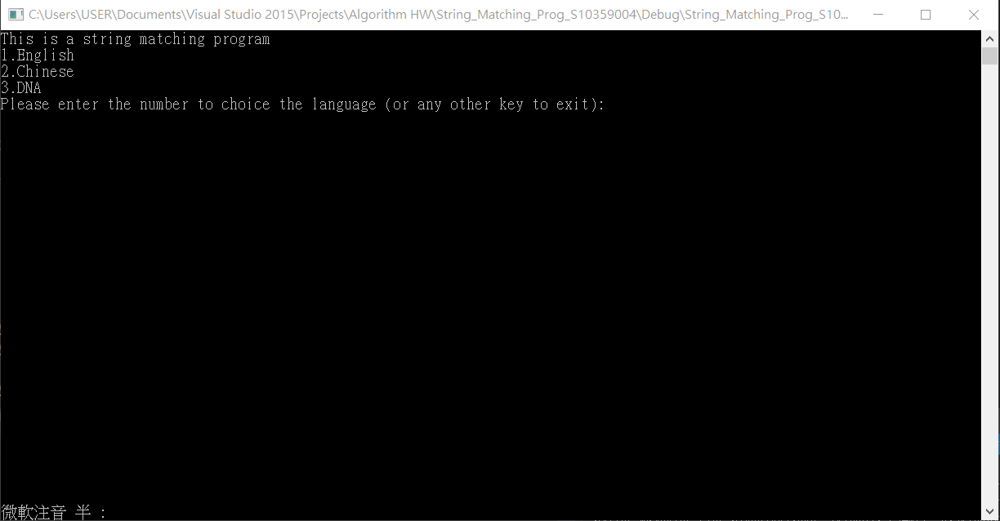 C:\Users\USER\Documents\Visual Studio 2015\Projects\Algorithm HW\String_Matching_Prog_S10359004\Debug\String_Matching_Prog_S10...
This is a string matching program
1.English
2.Chinese
3.DNA
Please enter the number to choice the language (or any other key to exit):
微軟注音 半 :